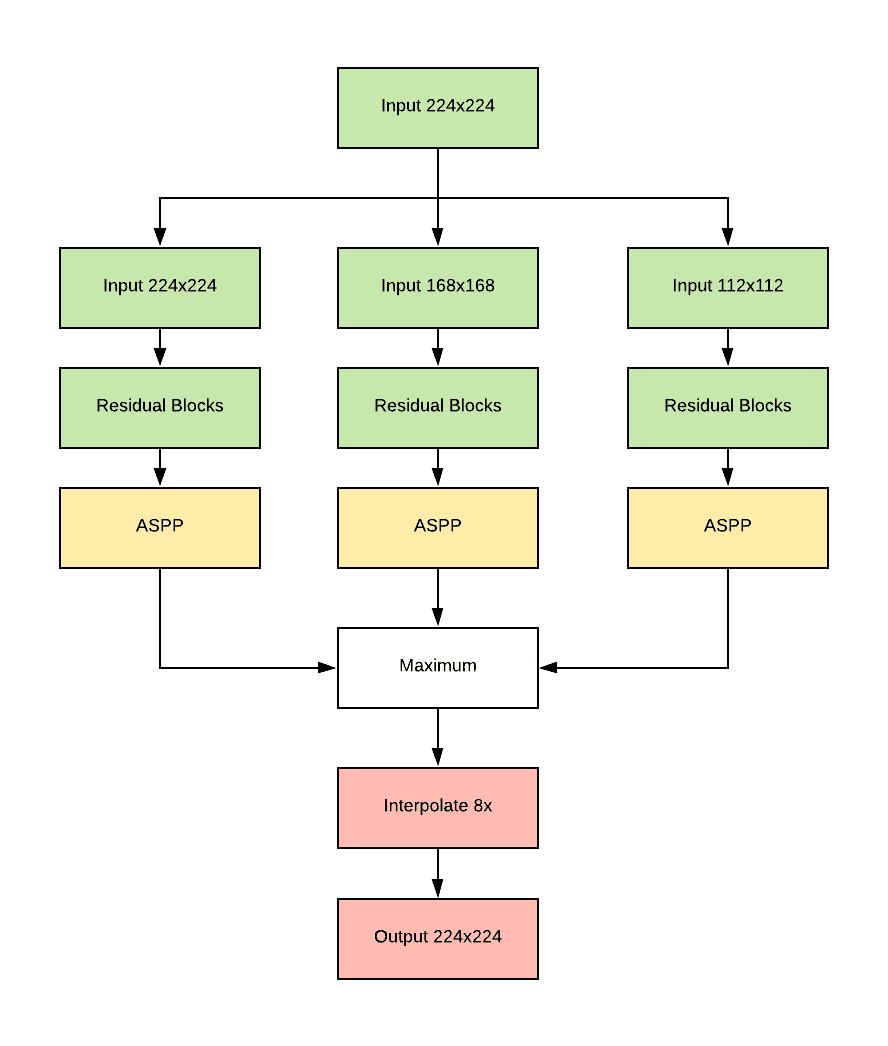 Input 224x224
Input 224x224
Input 168x168
Input 112x112
Residual Blocks
Residual Blocks
Residual Blocks
ASPP
ASPP
ASPP
Maximum
Interpolate 8x
Output 224x224